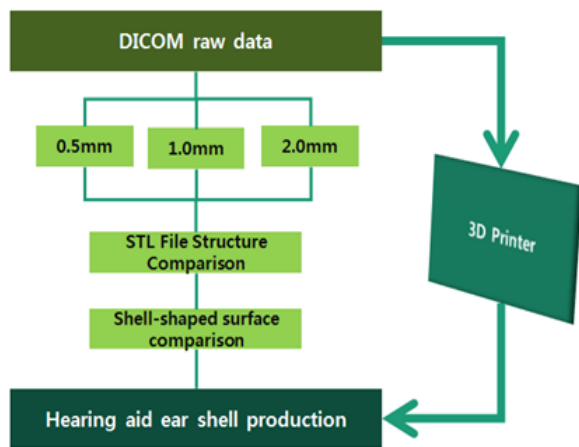 DICOM raw data
0.5mm
1.0mm
2.0mm
3D Printer
STL File Structure
Comparison
Shell-shaped surface
comparison
Hearing aid ear shell production